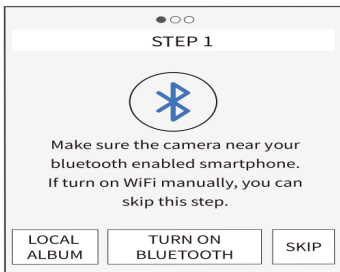 STEP 1
Make sure the camera near your
bluetooth enabled smartphone.
If turn on WiFi manually, you can
skip this step.
LOCAL
ALBUM
TURN ON
BLUETOOTH
SKIP